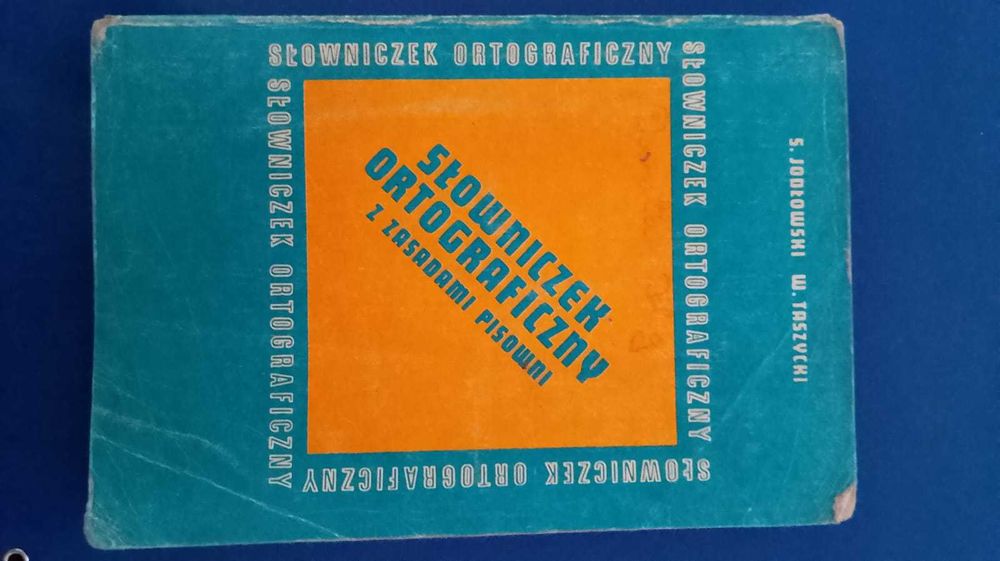 S. JODŁOWSKI W. TASZYCKI
SŁOWNICZEK ORTOGRAFICZNY
SŁOWNICZEK ORTOGRAFICZNY
SŁOWNICZEK
ORTOGRAFICZNY
Z ZASADAMI PISOWNI
SŁOWNICZEK ORTOGRAFICZNY
SŁOWNICZEK ORTOGRAFICZNY